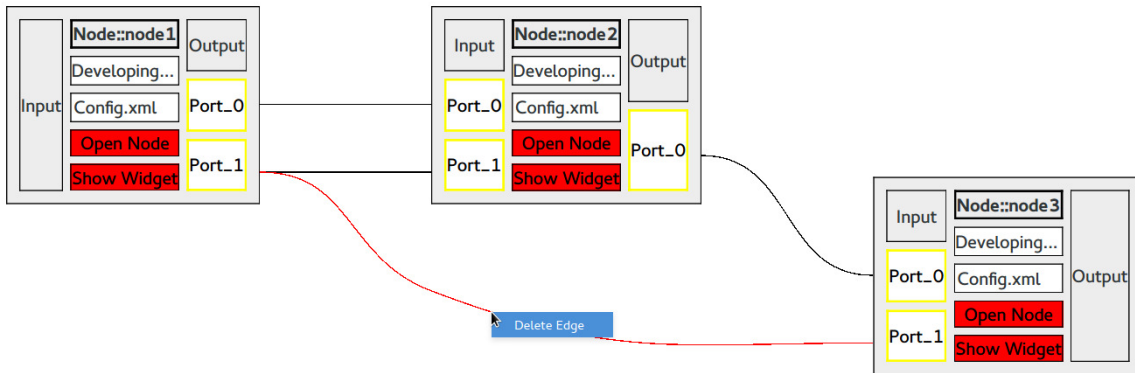 Input
Node::node1
Developing...
Config.xml
Open Node
Show Widget
Output
Port_0
Port_1
Input
Port_0
Port_1
Node::node2
Developing...
Config.xml
Open Node
Show Widget
Output
Port_0
Input
Port_0
Port_1
Node::node3
Developing...
Config.xml
Open Node
Show Widget
Output
Delete Edge